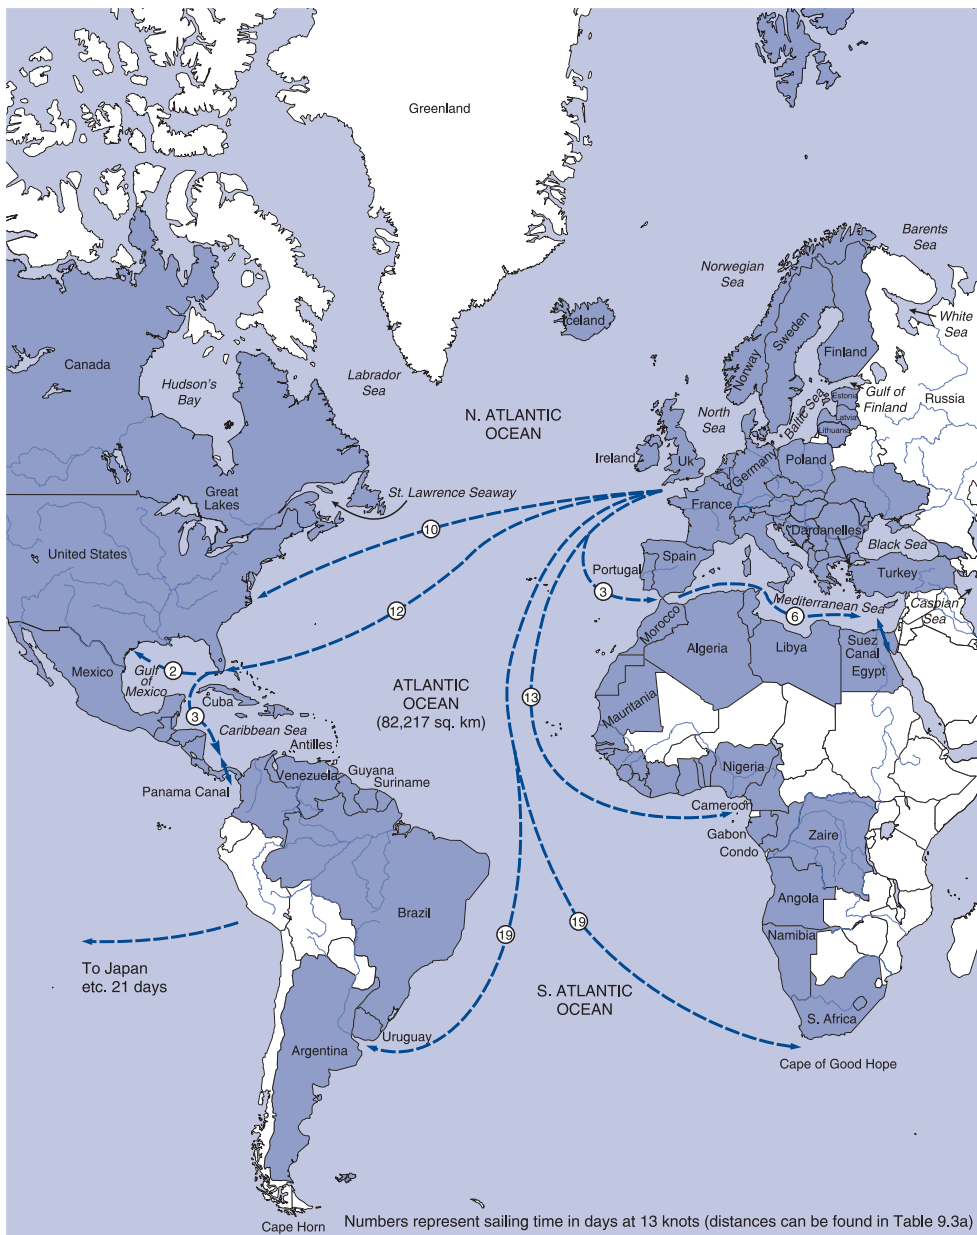 Greenland
Barents
Sea
Norwegian
Sea
White
Sea
Iceland
Sweden
Norway
Finland
Canada
Labrador
Sea
Hudson's
Bay
Gulf of
Finland
Russia
Estonia
Latvia
Lithuania
Baltic Sea
North
Sea
N. ATLANTIC
OCEAN
Ireland
Uk
Germany
Poland
Great
Lakes
St. Lawrence Seaway
France
10
Dardanelles
Black Sea
United States
Spain
Portugal
Turkey
3
12
6
Mediterranean Sea
Caspian
Sea
Morocco
Mexico
2
Gulf
of
Mexico
Algeria
Libya
Suez
Canal
Egypt
ATLANTIC
OCEAN
(82,217 sq. km)
13
Cuba
3
Mauritania
Caribbean Sea
Antilles
Guyana
Suriname
Venezuela
Nigeria
Panama Canal
Cameroon
Gabon
Condo
Zaire
Angola
Brazil
19
19
Namibia
To Japan
etc. 21 days
S. ATLANTIC
OCEAN
S. Africa
Uruguay
Argentina
Cape of Good Hope
Cape Horn
Numbers represent sailing time in days at 13 knots (distances can be found in Table 9.3a)